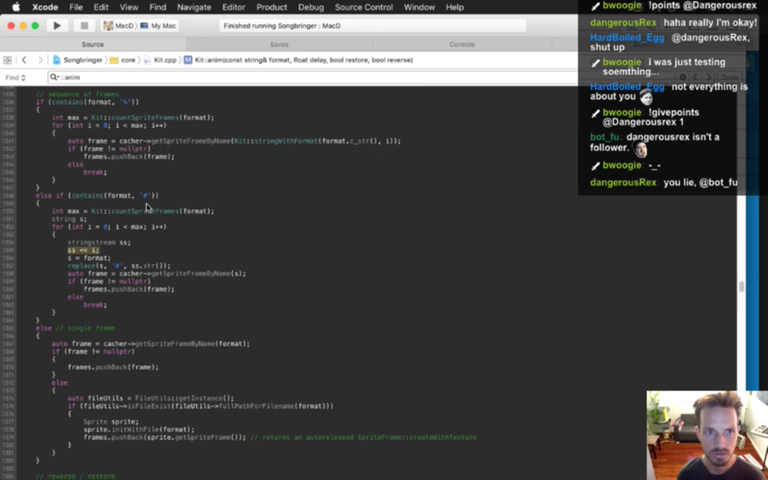 Xcode File Edit View Find Navigate Editor Product Debug Source Control Window Help
MacD My Mac
Finished running Songbringer : MacD
Source
Saves
Console
Songbringer core Kit.cpp Kit::anim(const string& format, float delay, bool restore, bool reverse)
Find ::anim
// sequence of frames
if (contains(format, "%"))
{
int max = Kit::countSpriteframes(format);
for (int i = 0; i < max; i++)
{
auto frame = cacher->getSpriteFrameByName(Kit::stringWithFormat(format.c_str(), i));
if (frame != nullptr)
frames.pushBack(frame);
else
break;
}
}
else if (contains(format, "#"))
{
int max = Kit::countSpriteframes(format);
string s;
for (int i = 0; i < max; i++)
{
stringstream ss;
ss << i;
s = format;
replace(s, "#", ss.str());
auto frame = cacher->getSpriteFrameByName(s);
if (frame != nullptr)
frames.pushBack(frame);
else
break;
}
}
else // single frame
{
auto frame = cacher->getSpriteFrameByName(format);
if (frame != nullptr)
{
frames.pushBack(frame);
}
else
{
auto fileUtils = FileUtils::getInstance();
if (fileUtils->isFileExist(fileUtils->fullPathForFilename(format)))
{
Sprite sprite;
sprite.initWithFile(format);
frames.pushBack(sprite.getSpriteFrame()); // returns an autoreleased SpriteFrame::createWithTexture
}
}
}
// reverse / restore
bwoogie !points @Dangerousrex
dangerousRex: haha really I'm okay!
HardBoiled_Egg @dangerousRex,
shut up
bwoogie i was just testing
soemthing...
HardBoiled_Egg not everything is
about you
bwoogie !givepoints
@Dangerousrex 1
bot_fu: dangerousrex isn't a
follower.
bwoogie -_-
dangerousRex: you lie, @bot_fu